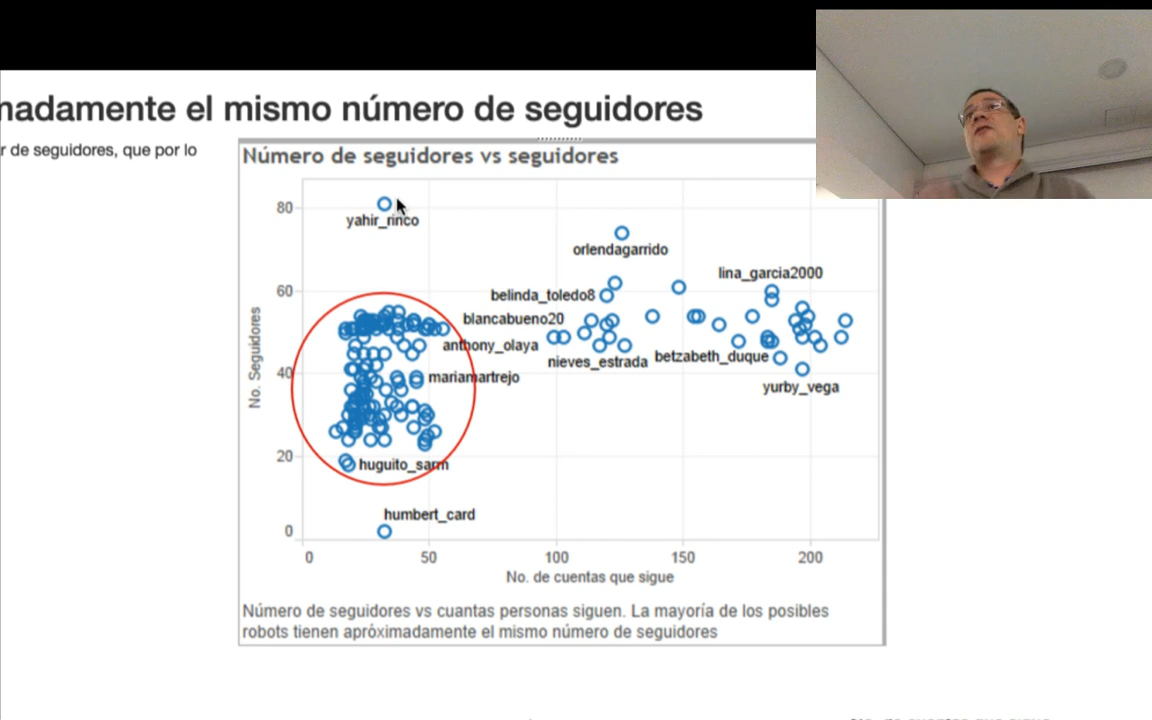 madamente el mismo número de seguidores
r de seguidores, que por lo
Número de seguidores vs seguidores
80
yahir_rinco
orlendagarrido
lina_garcia2000
60
belinda_toledo8
blancabueno20
anthony_olaya
nieves_estrada
betzabeth_duque
40
mariamartrejo
yurby_vega
No. Seguidores
20
huguito_sarm
humbert_card
0
0 50 100 150 200
No. de cuentas que sigue
Número de seguidores vs cuantas personas siguen. La mayoría de los posibles
robots tienen apróximadamente el mismo número de seguidores